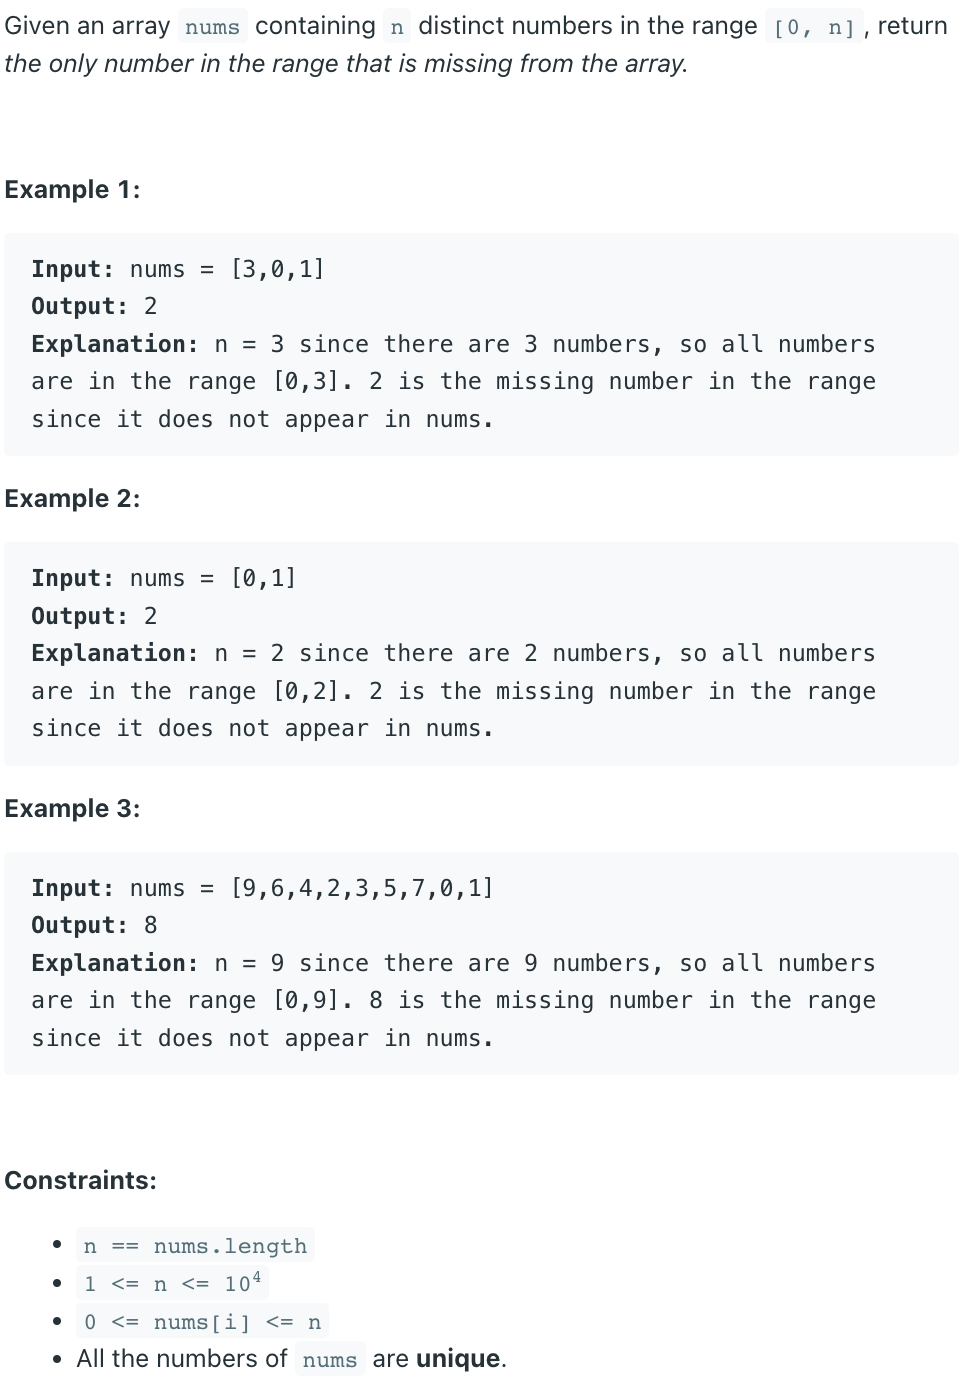 Given an array nums containing n distinct numbers in the range [0, n], return
the only number in the range that is missing from the array.
Example 1:
Input: nums = [3,0,1]
Output: 2
Explanation: n = 3 since there are 3 numbers, so all numbers
are in the range [0,3]. 2 is the missing number in the range
since it does not appear in nums.
Example 2:
Input: nums = [0,1]
Output: 2
Explanation: n = 2 since there are 2 numbers, so all numbers
are in the range [0,2]. 2 is the missing number in the range
since it does not appear in nums.
Example 3:
Input: nums = [9,6,4,2,3,5,7,0,1]
Output: 8
Explanation: n = 9 since there are 9 numbers, so all numbers
are in the range [0,9]. 8 is the missing number in the range
since it does not appear in nums.
Constraints:
• n == nums.length
• 1 <= n <= 10⁴
• 0 <= nums[i] <= n
• All the numbers of nums are unique.